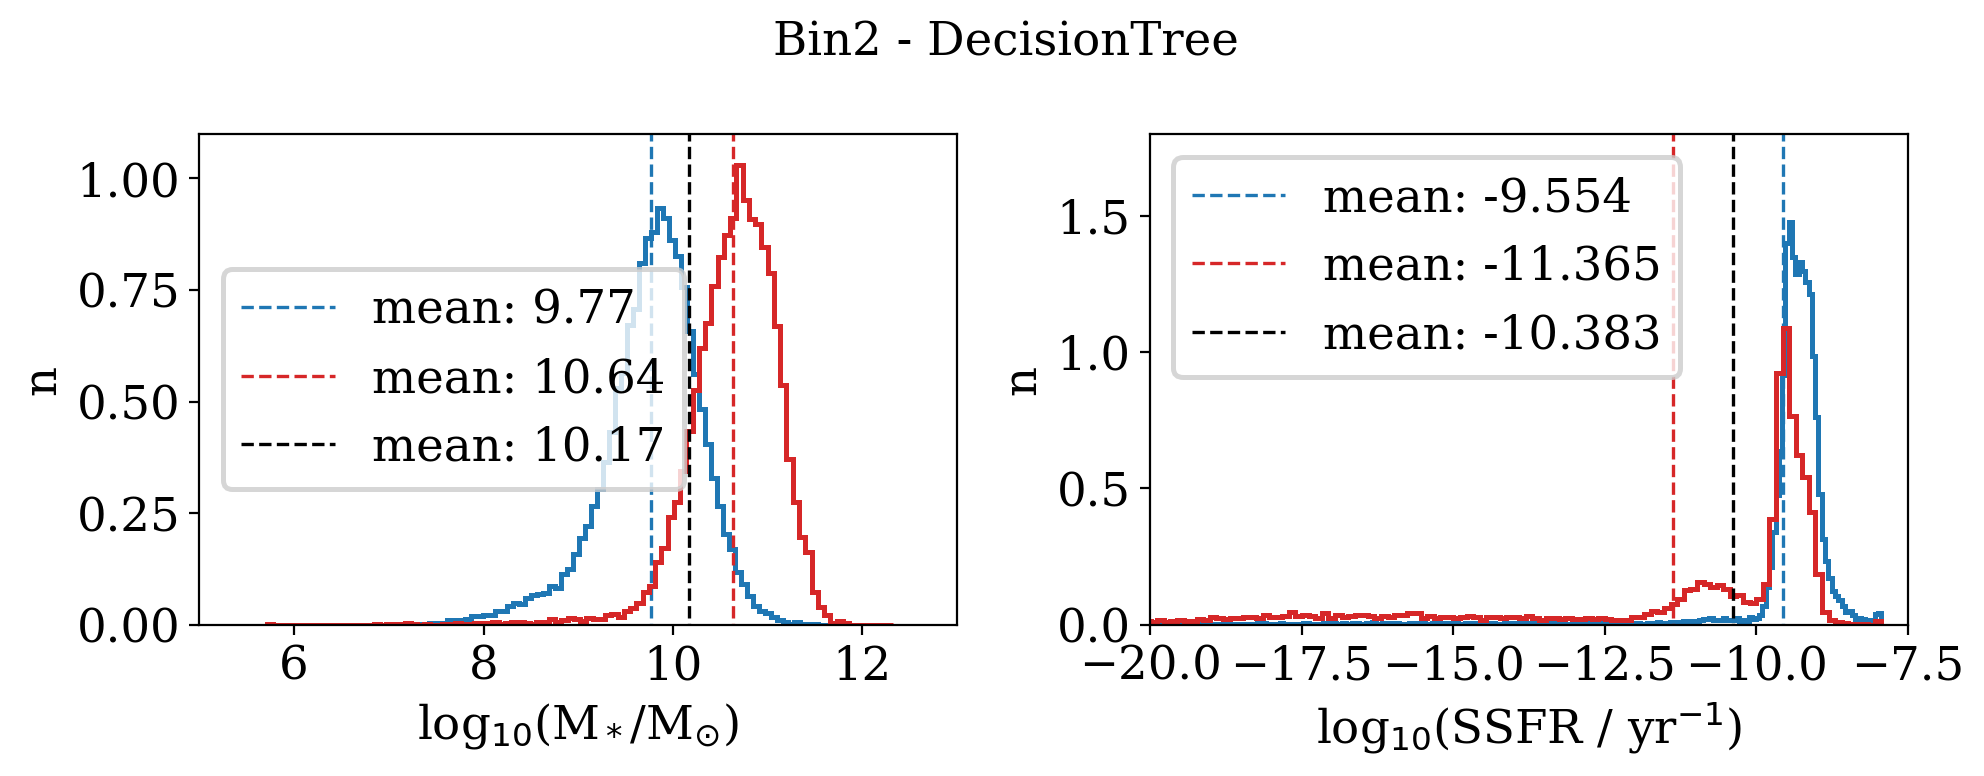 Bin2 - DecisionTree
n
1.00
0.75
0.50
0.25
0.00
mean: 9.77
mean: 10.64
mean: 10.17
6 8 10 12
log₁₀(M*/M⊙)
n
1.5
1.0
0.5
0.0
mean: -9.554
mean: -11.365
mean: -10.383
−20.0 −17.5 −15.0 −12.5 −10.0 −7.5
log₁₀(SSFR / yr⁻¹)